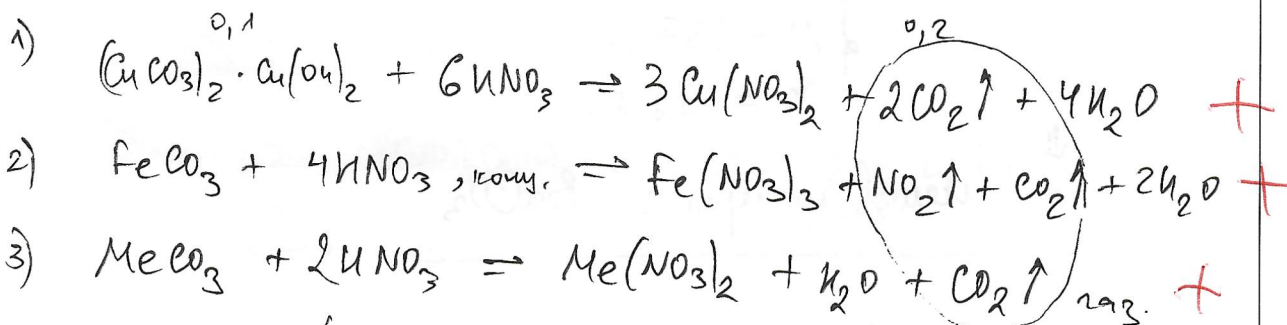 0,1 0,2
1) (CuCO₃)₂ · Cu(OH)₂ + 6HNO₃ = 3Cu(NO₃)₂ + 2CO₂↑ + 4H₂O +
2) FeCO₃ + 4HNO₃, конц. = Fe(NO₃)₃ + NO₂↑ + CO₂↑ + 2H₂O +
3) MeCO₃ + 2HNO₃ = Me(NO₃)₂ + H₂O + CO₂↑ газ. +